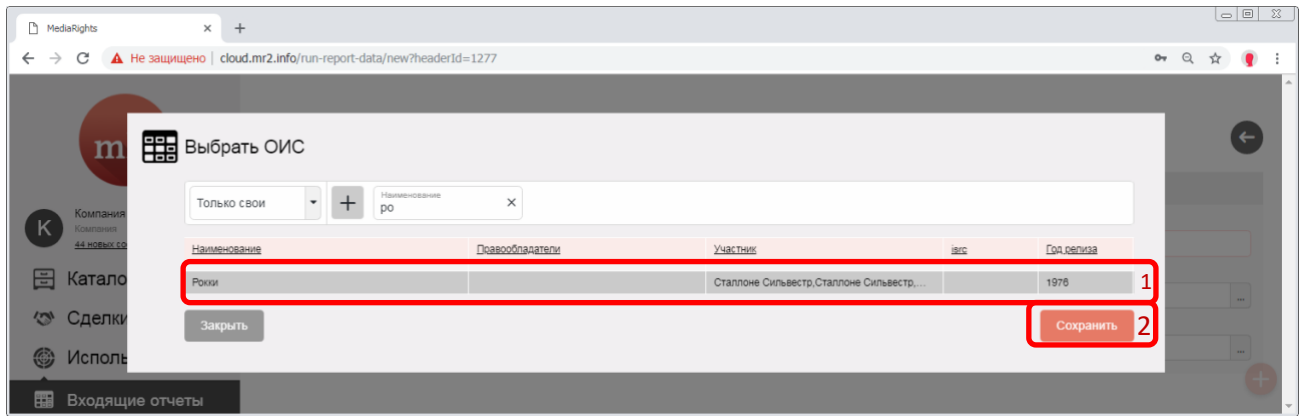 MediaRights
Не защищено | cloud.mr2.info/run-report-data/new?headerId=1277
m
Выбрать ОИС
Только свои
Наименование
ро
K
Компания
Компания
44 новых со
Наименование Правообладатели Участник isrc Год релиза
Рокки Сталлоне Сильвестр,Сталлоне Сильвестр,... 1976 1
Катало
Закрыть Сохранить 2
Сделки
Исполь
Входящие отчеты